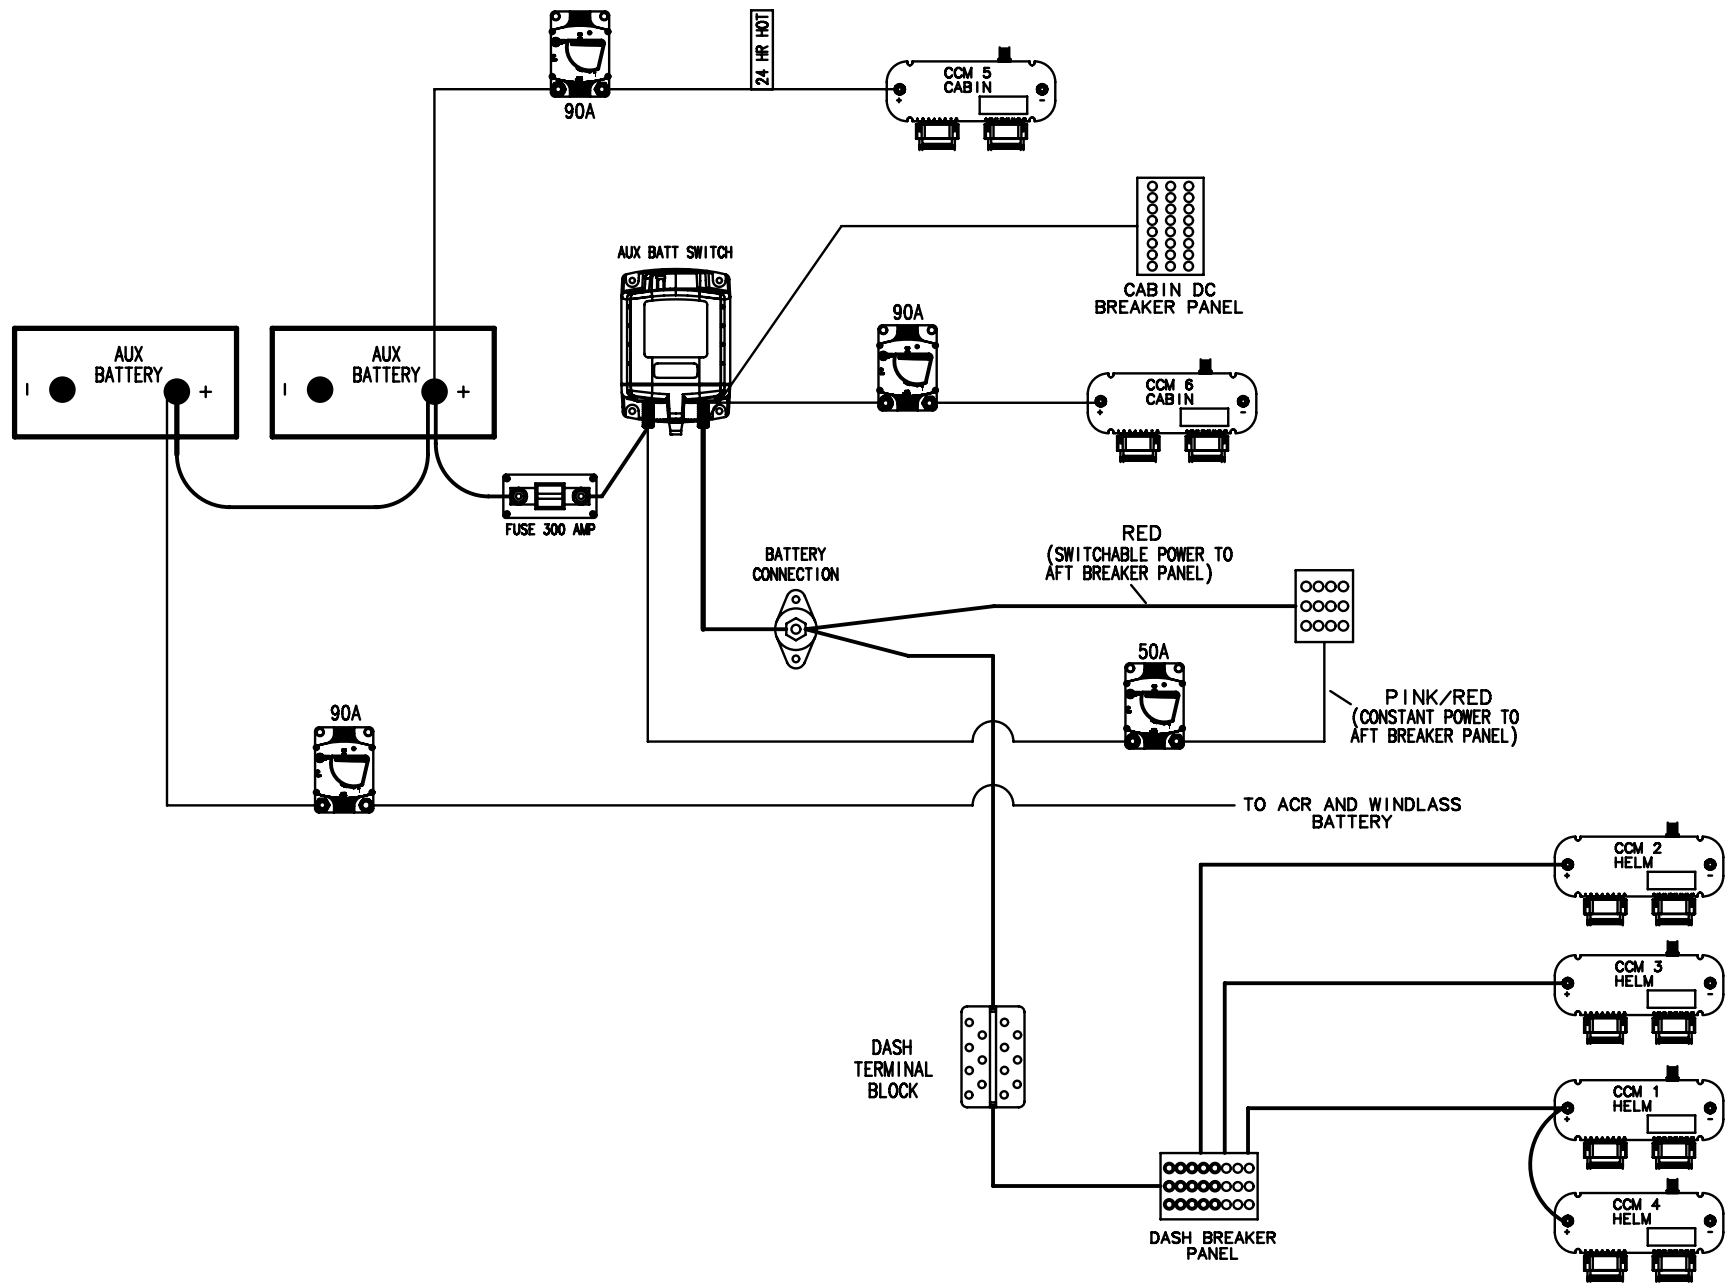 90A
24 HR HOT
CCM 5
CABIN
+ -
AUX BATT SWITCH
CABIN DC
BREAKER PANEL
90A
AUX
BATTERY
- +
AUX
BATTERY
- +
CCM 6
CABIN
+ -
FUSE 300 AMP
BATTERY
CONNECTION
RED
(SWITCHABLE POWER TO
AFT BREAKER PANEL)
50A
PINK/RED
(CONSTANT POWER TO
AFT BREAKER PANEL)
90A
TO ACR AND WINDLASS
BATTERY
CCM 2
HELM
+ -
CCM 3
HELM
+ -
DASH
TERMINAL
BLOCK
CCM 1
HELM
+ -
CCM 4
HELM
+ -
DASH BREAKER
PANEL